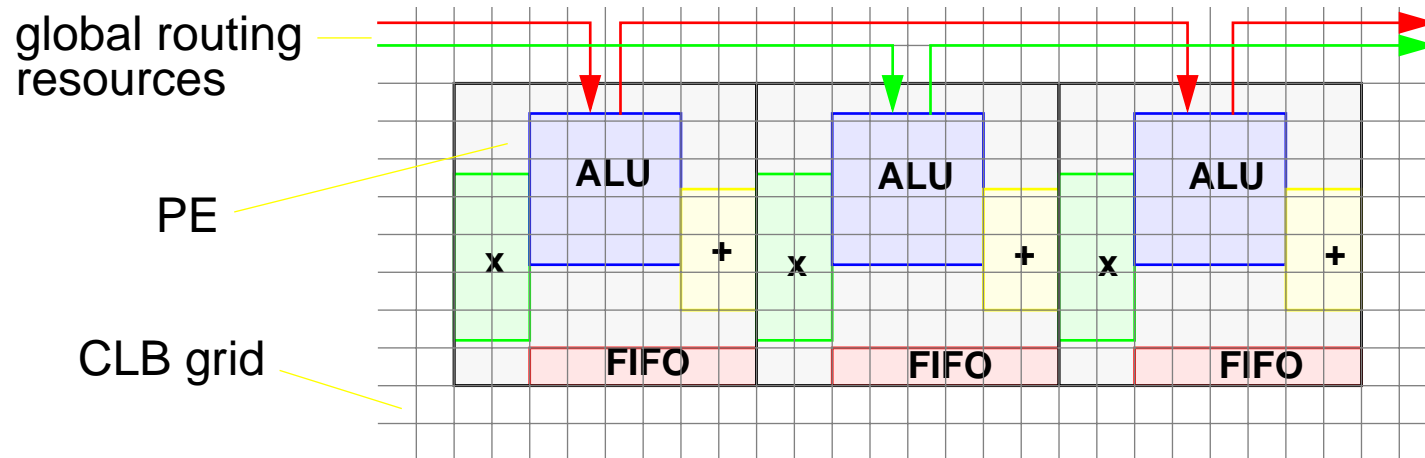 global routing
resources
PE
CLB grid
ALU
x
+
FIFO
ALU
x
+
FIFO
ALU
x
+
FIFO